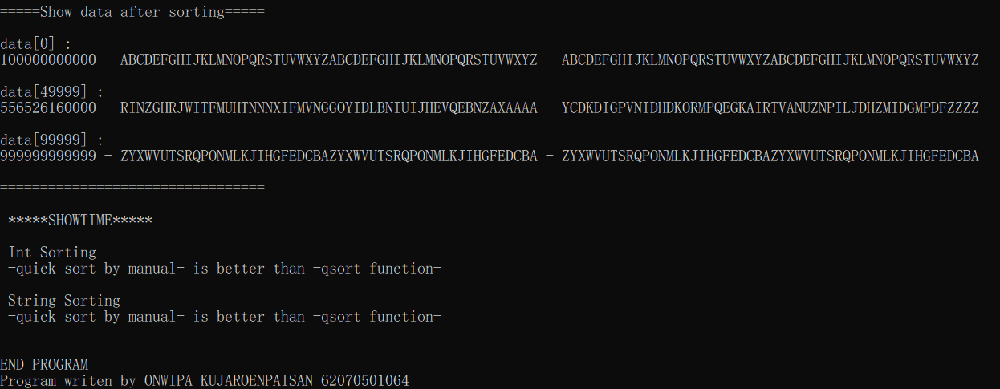 =====Show data after sorting=====
data[0] :
100000000000 - ABCDEFGHIJKLMNOPQRSTUVWXYZABCDEFGHIJKLMNOPQRSTUVWXYZ - ABCDEFGHIJKLMNOPQRSTUVWXYZABCDEFGHIJKLMNOPQRSTUVWXYZ
data[49999] :
556526160000 - RINZGHRJWITFMUHTNNNXIFMVNGGOYIDLBNIUIJHEVQEBNZAXAAAA - YCDKDIGPVNIDHDKORMPQEGKAIRTVANUZNPILJDHZMIDGMPDFZZZZ
data[99999] :
999999999999 - ZYXWVUTSRQPONMLKJIHGFEDCBAZYXWVUTSRQPONMLKJIHGFEDCBA - ZYXWVUTSRQPONMLKJIHGFEDCBAZYXWVUTSRQPONMLKJIHGFEDCBA
=================================
*****SHOWTIME*****
Int Sorting
-quick sort by manual- is better than -qsort function-
String Sorting
-quick sort by manual- is better than -qsort function-
END PROGRAM
Program writen by ONWIPA KUJAROENPAISAN 62070501064